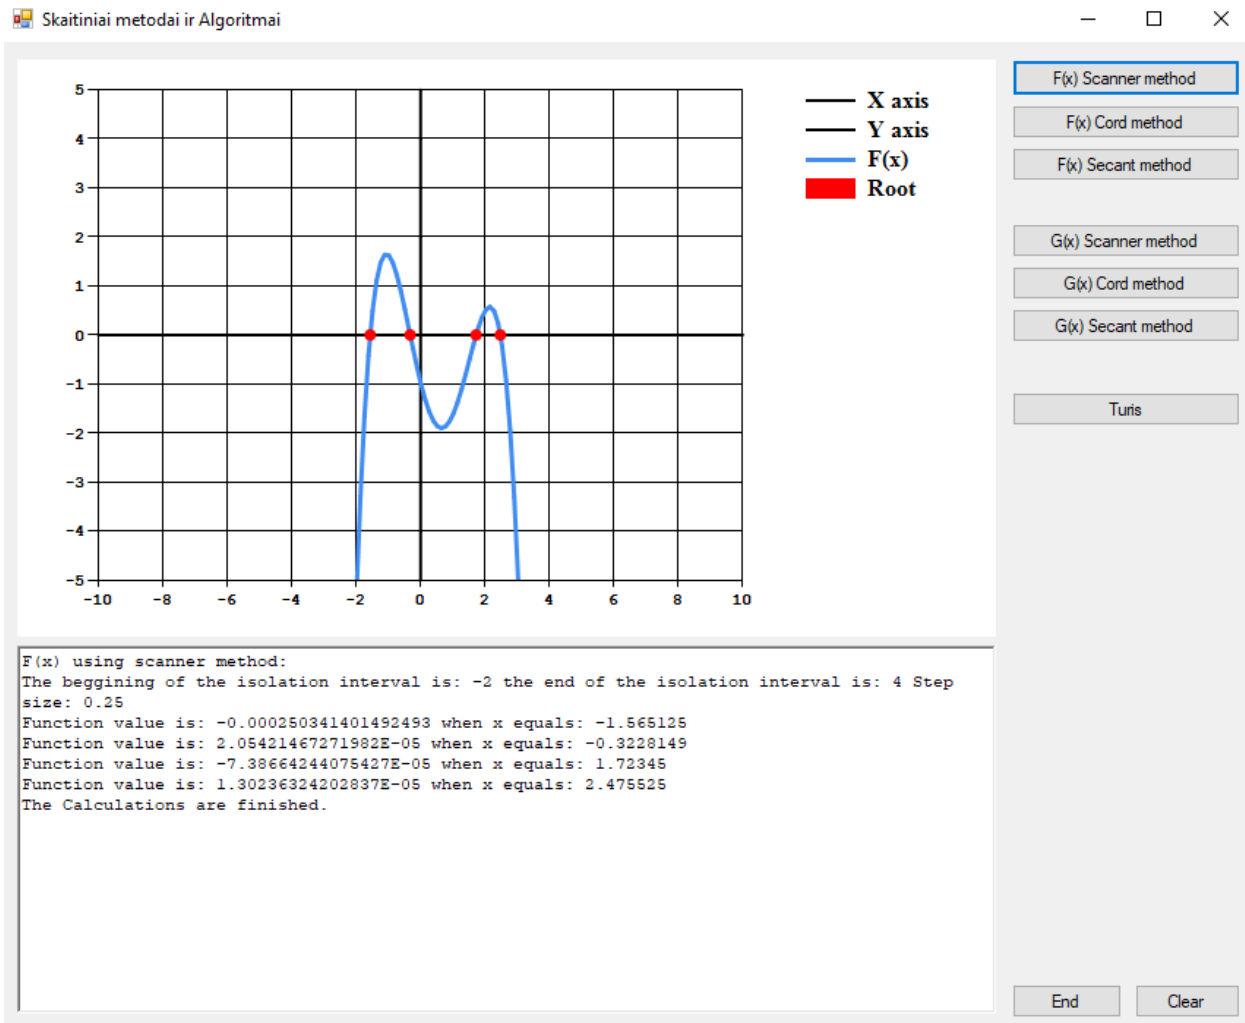 Skaitiniai metodai ir Algoritmai
5
4
3
2
1
0
-1
-2
-3
-4
-5
-10 -8 -6 -4 -2 0 2 4 6 8 10
X axis
Y axis
F(x)
Root
F(x) Scanner method
F(x) Cord method
F(x) Secant method
G(x) Scanner method
G(x) Cord method
G(x) Secant method
Turis
F(x) using scanner method:
The beggining of the isolation interval is: -2 the end of the isolation interval is: 4 Step
size: 0.25
Function value is: -0.000250341401492493 when x equals: -1.565125
Function value is: 2.05421467271982E-05 when x equals: -0.3228149
Function value is: -7.38664244075427E-05 when x equals: 1.72345
Function value is: 1.30236324202837E-05 when x equals: 2.475525
The Calculations are finished.
End Clear